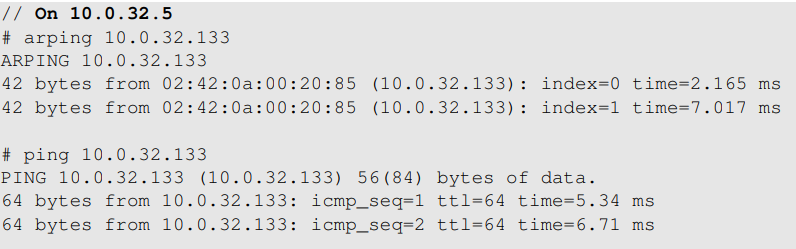 // On 10.0.32.5
# arping 10.0.32.133
ARPING 10.0.32.133
42 bytes from 02:42:0a:00:20:85 (10.0.32.133): index=0 time=2.165 ms
42 bytes from 02:42:0a:00:20:85 (10.0.32.133): index=1 time=7.017 ms
# ping 10.0.32.133
PING 10.0.32.133 (10.0.32.133) 56(84) bytes of data.
64 bytes from 10.0.32.133: icmp_seq=1 ttl=64 time=5.34 ms
64 bytes from 10.0.32.133: icmp_seq=2 ttl=64 time=6.71 ms